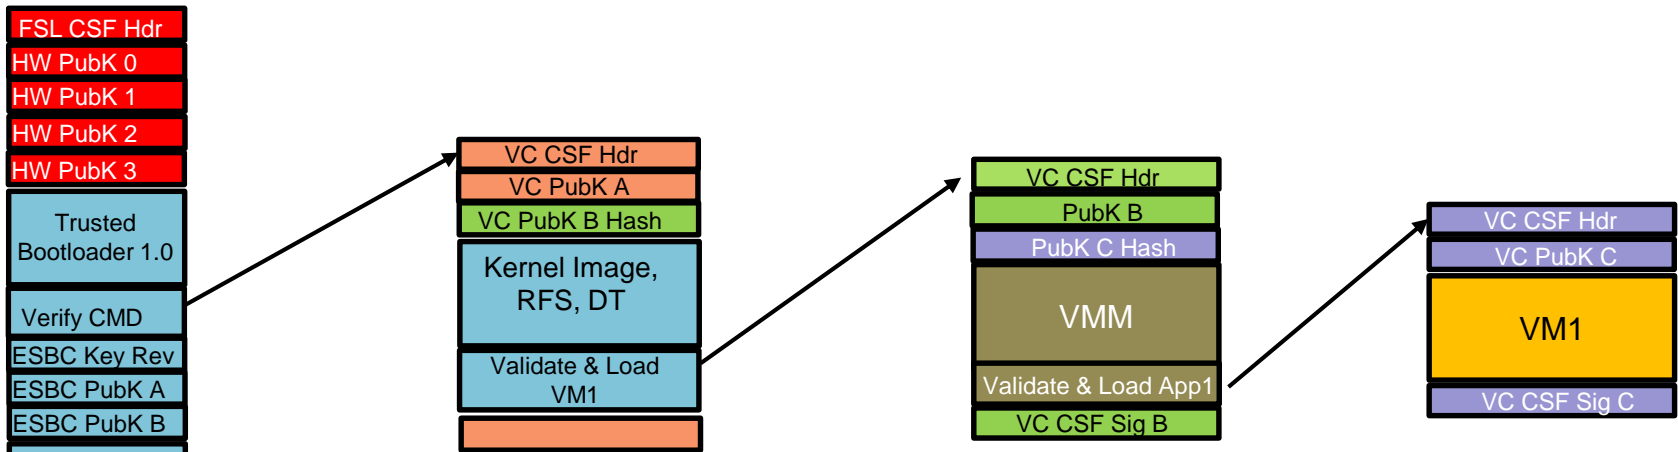 FSL CSF Hdr
HW PubK 0
HW PubK 1
HW PubK 2
HW PubK 3
Trusted
Bootloader 1.0
Verify CMD
ESBC Key Rev
ESBC PubK A
ESBC PubK B
VC CSF Hdr
VC PubK A
VC PubK B Hash
Kernel Image,
RFS, DT
Validate & Load
VM1
VC CSF Hdr
PubK B
PubK C Hash
VMM
Validate & Load App1
VC CSF Sig B
VC CSF Hdr
VC PubK C
VM1
VC CSF Sig C